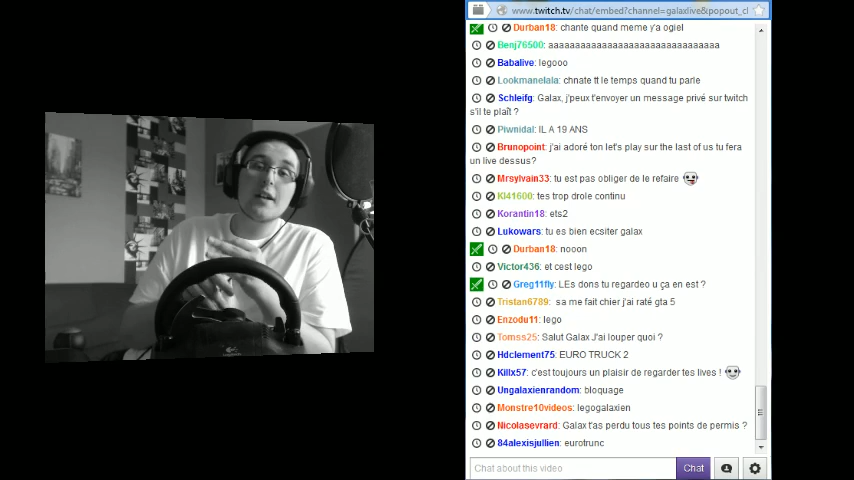 www.twitch.tv/chat/embed?channel=galaxlive&popout_cl
Durban18: chante quand meme y'a ogiel
Benj76500: aaaaaaaaaaaaaaaaaaaaaaaaaaaaaaaa
Babalive: legooo
Lookmanelala: chnate tt le temps quand tu parle
Schleifg: Galax, j'peux t'envoyer un message privé sur twitch
s'il te plaît ?
Piwnidal: IL A 19 ANS
Brunopoint: j'ai adoré ton let's play sur the last of us tu fera
un live dessus?
Mrsylvain33: tu est pas obliger de le refaire
Kl41600: tes trop drole continu
Korantin18: ets2
Lukowars: tu es bien ecsiter galax
Durban18: nooon
Victor436: et cest lego
Greg11fly: LEs dons tu regardeo u ça en est ?
Tristan6789: sa me fait chier j'ai raté gta 5
Enzodu11: lego
Tomss25: Salut Galax J'ai louper quoi ?
Hdclement75: EURO TRUCK 2
Killx57: c'est toujours un plaisir de regarder tes lives !
Ungalaxienrandom: bloquage
Monstre10videos: legogalaxien
Nicolasevrard: Galax t'as perdu tous tes points de permis ?
84alexisjullien: eurotrunc
Chat about this video
Chat